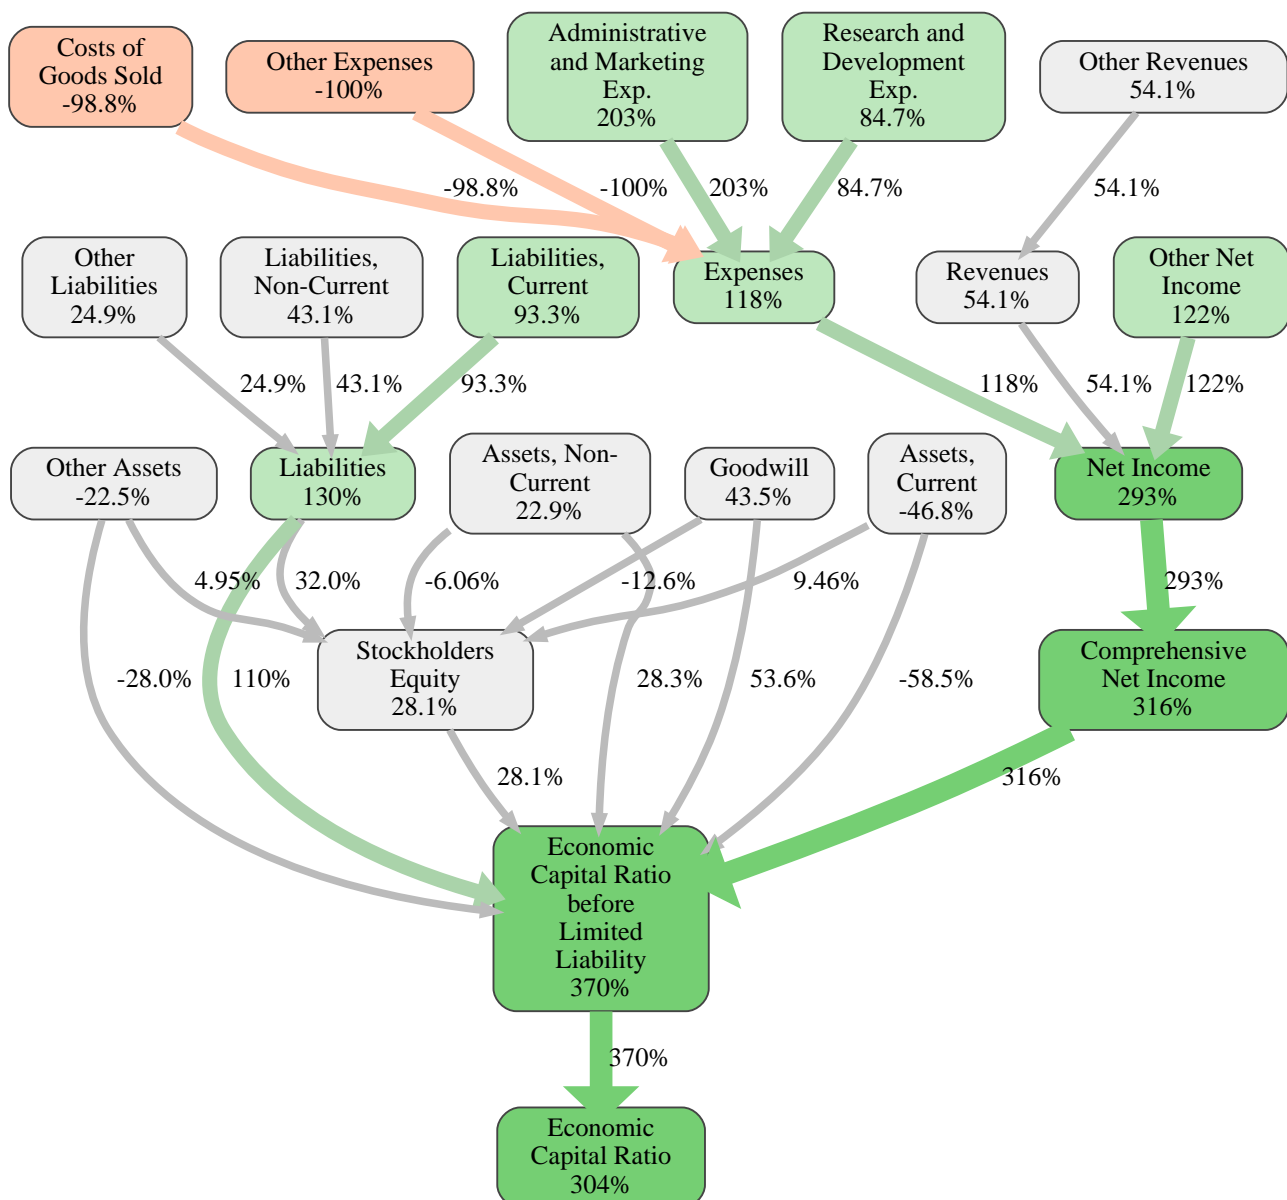 Costs of
Goods Sold
-98.8%
Other Expenses
-100%
Administrative
and Marketing
Exp.
203%
Research and
Development
Exp.
84.7%
Other Revenues
54.1%
-98.8%
-100%
203%
84.7%
54.1%
Other
Liabilities
24.9%
Liabilities,
Non-Current
43.1%
Liabilities,
Current
93.3%
Expenses
118%
Revenues
54.1%
Other Net
Income
122%
24.9%
43.1%
93.3%
118%
54.1%
122%
Other Assets
-22.5%
Liabilities
130%
Assets, Non-
Current
22.9%
Goodwill
43.5%
Assets,
Current
-46.8%
Net Income
293%
4.95%
32.0%
-6.06%
-12.6%
9.46%
293%
Stockholders
Equity
28.1%
Comprehensive
Net Income
316%
-28.0%
110%
28.3%
53.6%
-58.5%
28.1%
316%
Economic
Capital Ratio
before
Limited
Liability
370%
370%
Economic
Capital Ratio
304%